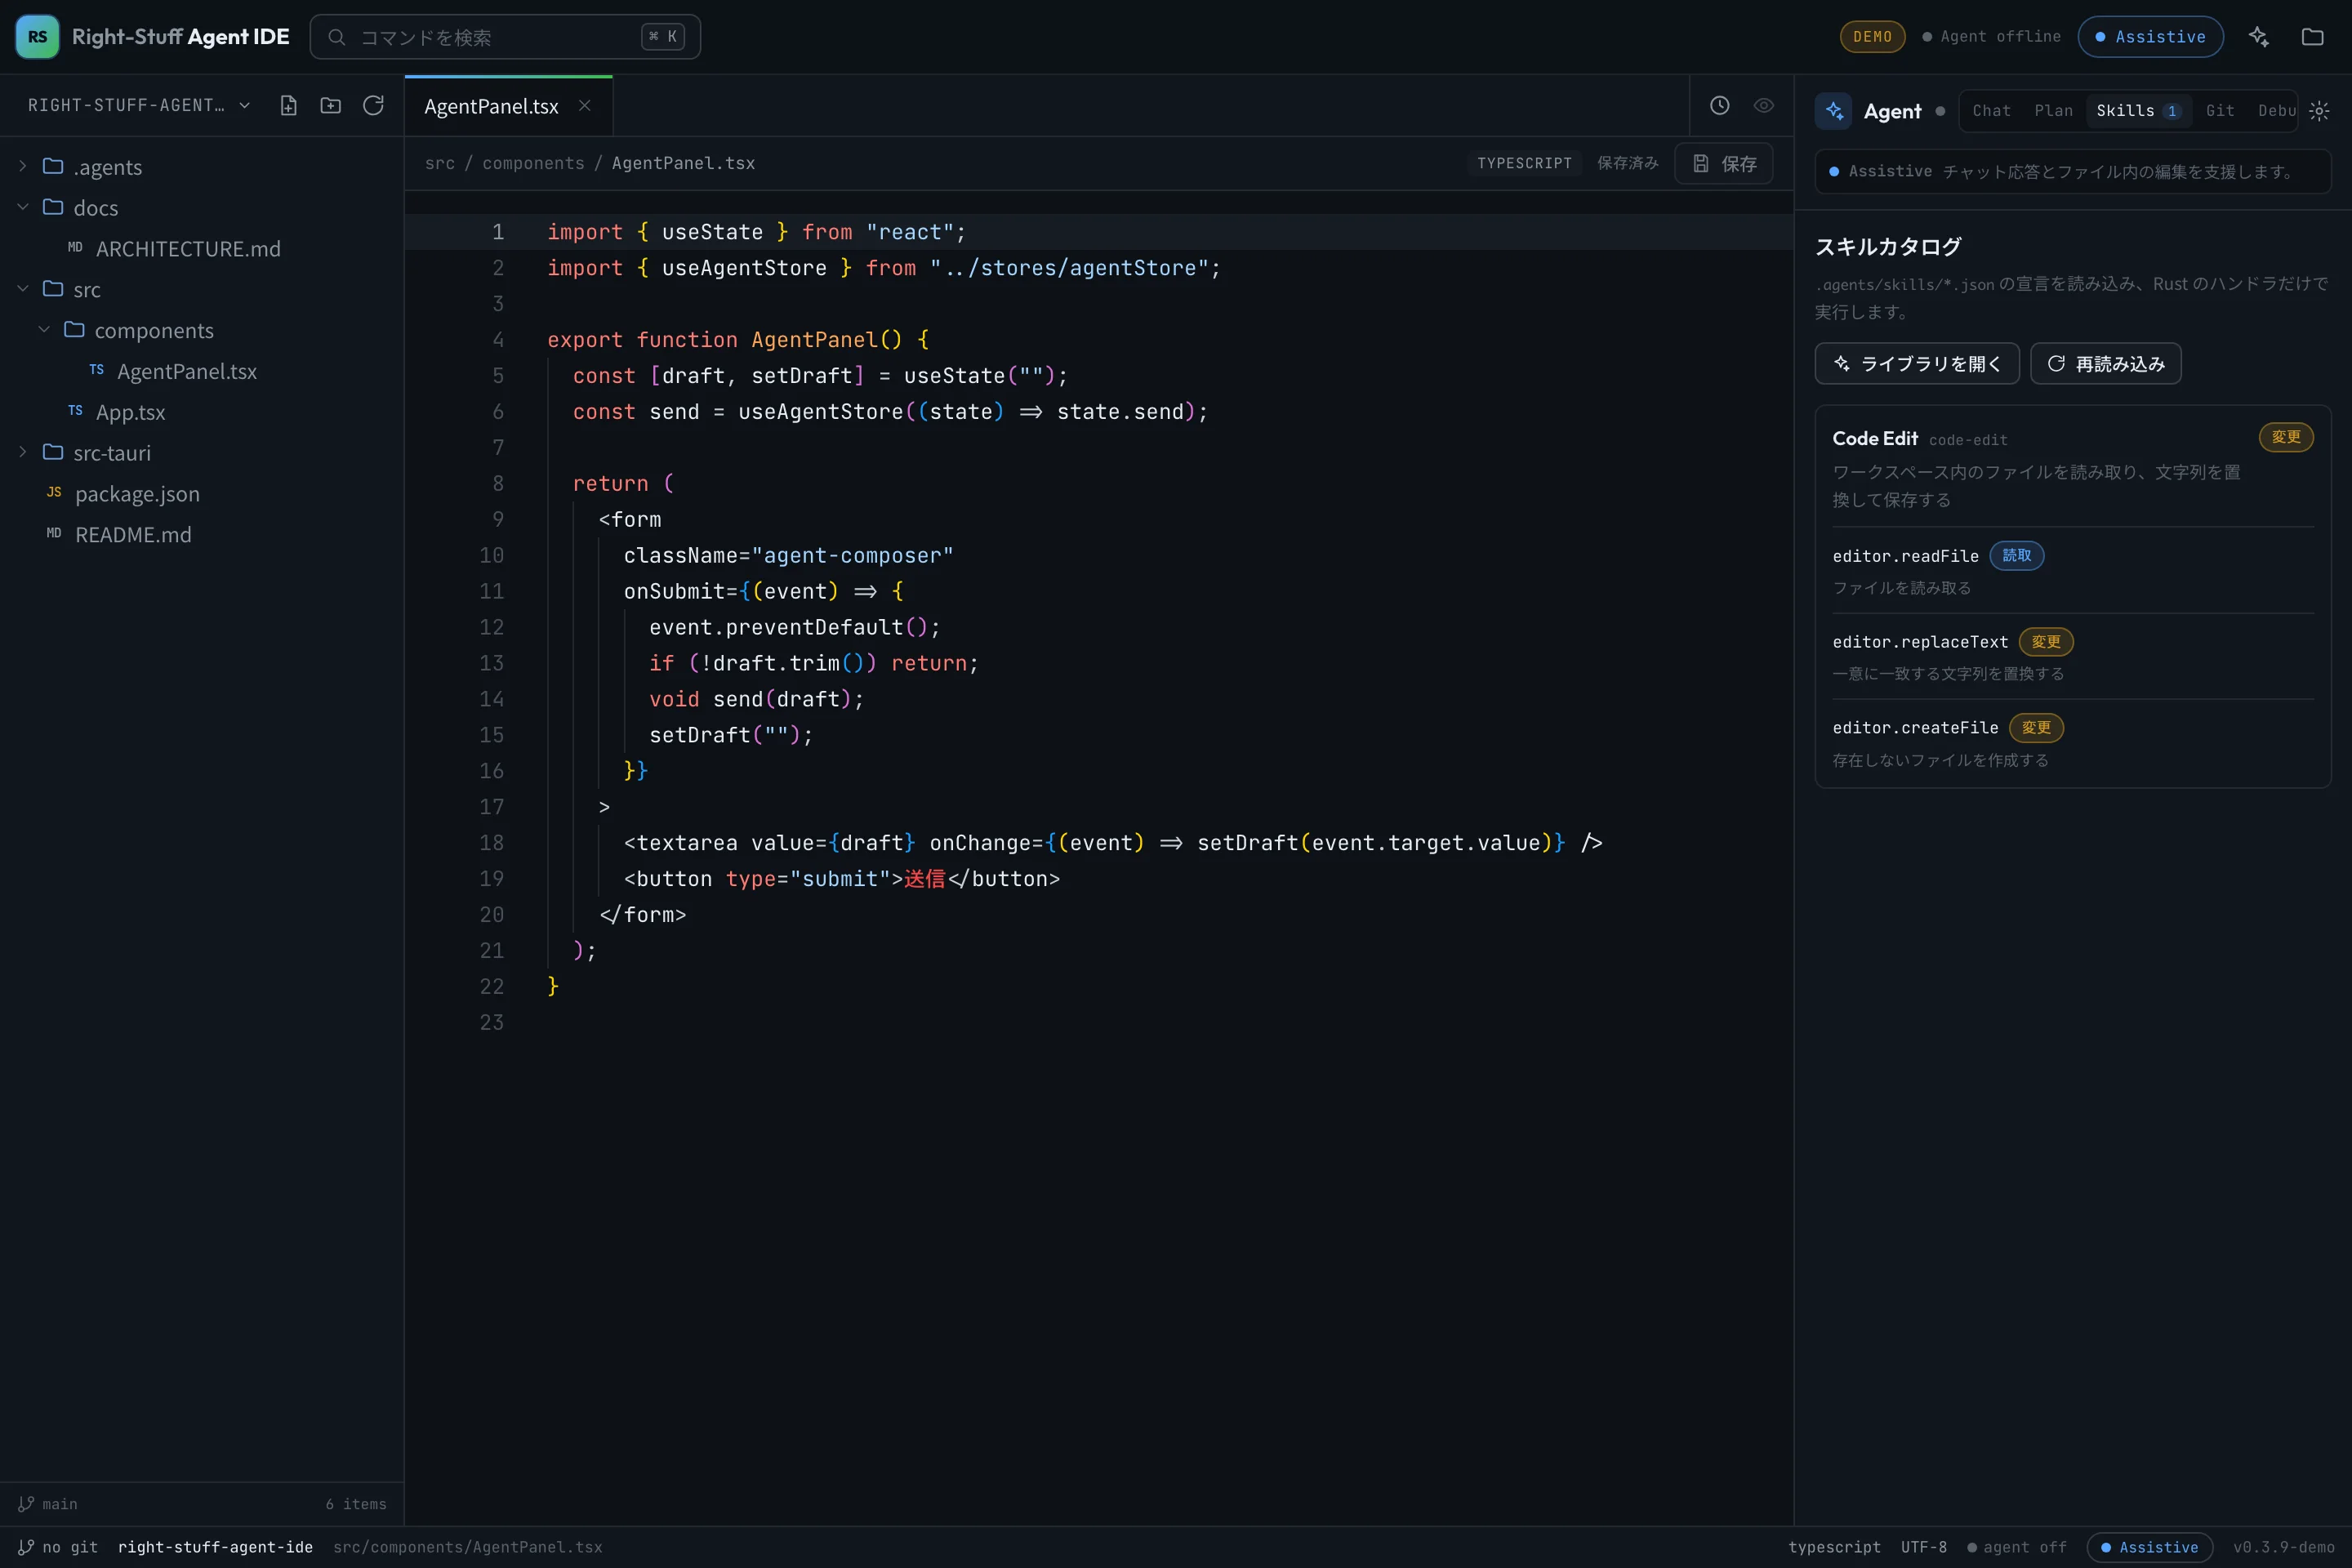 RS Right-Stuff Agent IDE コマンドを検索 ⌘ K DEMO Agent offline Assistive
RIGHT-STUFF-AGENT…
.agents
docs
MD ARCHITECTURE.md
src
components
TS AgentPanel.tsx
TS App.tsx
src-tauri
JS package.json
MD README.md
main 6 items
AgentPanel.tsx
src / components / AgentPanel.tsx TYPESCRIPT 保存済み 保存
1 import { useState } from "react";
2 import { useAgentStore } from "../stores/agentStore";
3
4 export function AgentPanel() {
5 const [draft, setDraft] = useState("");
6 const send = useAgentStore((state) => state.send);
7
8 return (
9 <form
10 className="agent-composer"
11 onSubmit={(event) => {
12 event.preventDefault();
13 if (!draft.trim()) return;
14 void send(draft);
15 setDraft("");
16 }}
17 >
18 <textarea value={draft} onChange={(event) => setDraft(event.target.value)} />
19 <button type="submit">送信</button>
20 </form>
21 );
22 }
23
Agent Chat Plan Skills 1 Git Debu
Assistive チャット応答とファイル内の編集を支援します。
スキルカタログ
.agents/skills/*.json の宣言を読み込み、Rust のハンドラだけで
実行します。
ライブラリを開く 再読み込み
Code Edit code-edit 変更
ワークスペース内のファイルを読み取り、文字列を置
換して保存する
editor.readFile 読取
ファイルを読み取る
editor.replaceText 変更
一意に一致する文字列を置換する
editor.createFile 変更
存在しないファイルを作成する
no git right-stuff-agent-ide src/components/AgentPanel.tsx typescript UTF-8 agent off Assistive v0.3.9-demo